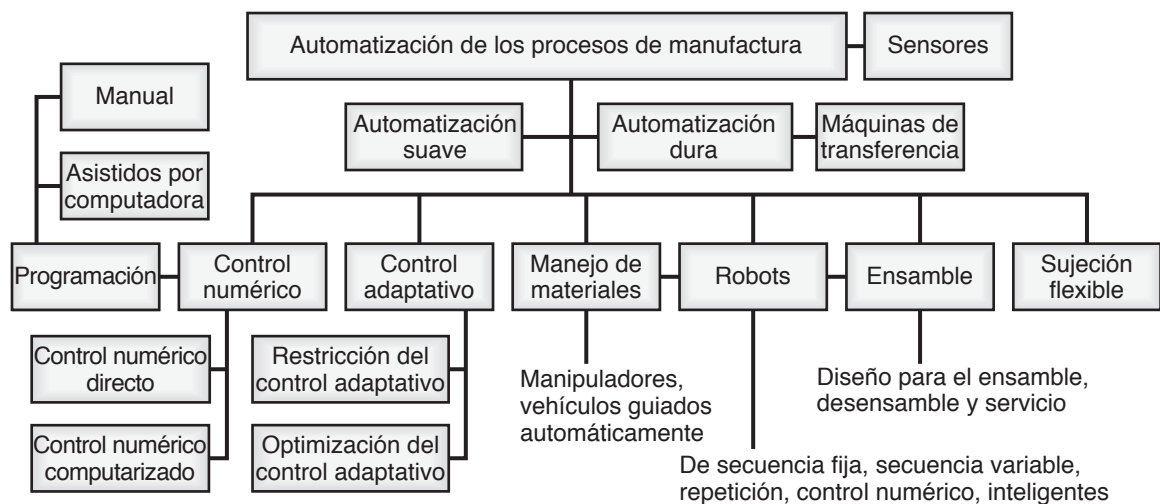 Automatización de los procesos de manufactura
Sensores
Manual
Automatización
suave
Automatización
dura
Máquinas de
transferencia
Asistidos por
computadora
Programación
Control
numérico
Control
adaptativo
Manejo de
materiales
Robots
Ensamble
Sujeción
flexible
Control numérico
directo
Restricción del
control adaptativo
Manipuladores,
vehículos guiados
automáticamente
Diseño para el ensamble,
desensamble y servicio
Control numérico
computarizado
Optimización del
control adaptativo
De secuencia fija, secuencia variable,
repetición, control numérico, inteligentes